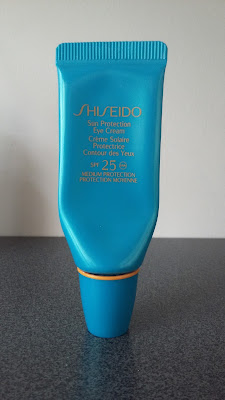 SHISEIDO
Sun Protection
Eye Cream
Crème Solaire
Protectrice
Contour des Yeux
SPF 25
MEDIUM PROTECTION
PROTECTION MOYENNE